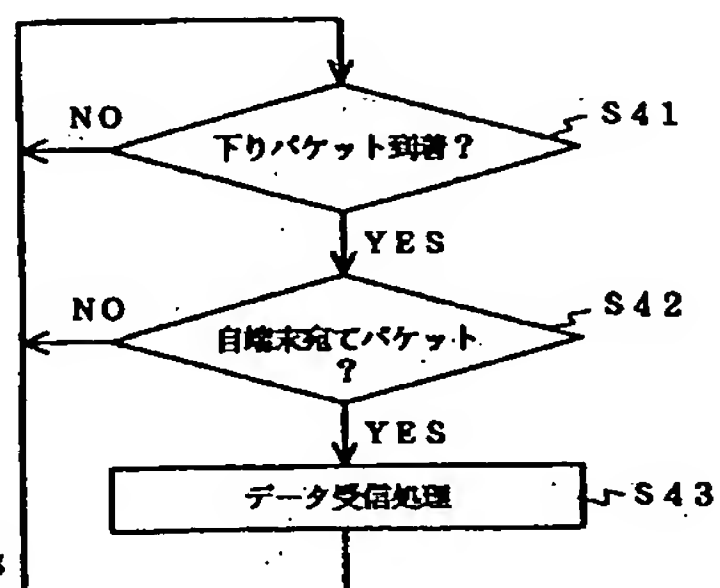 NO
下りパケット到着?
S41
YES
NO
自端末宛てパケット
?
S42
YES
データ受信処理
S43